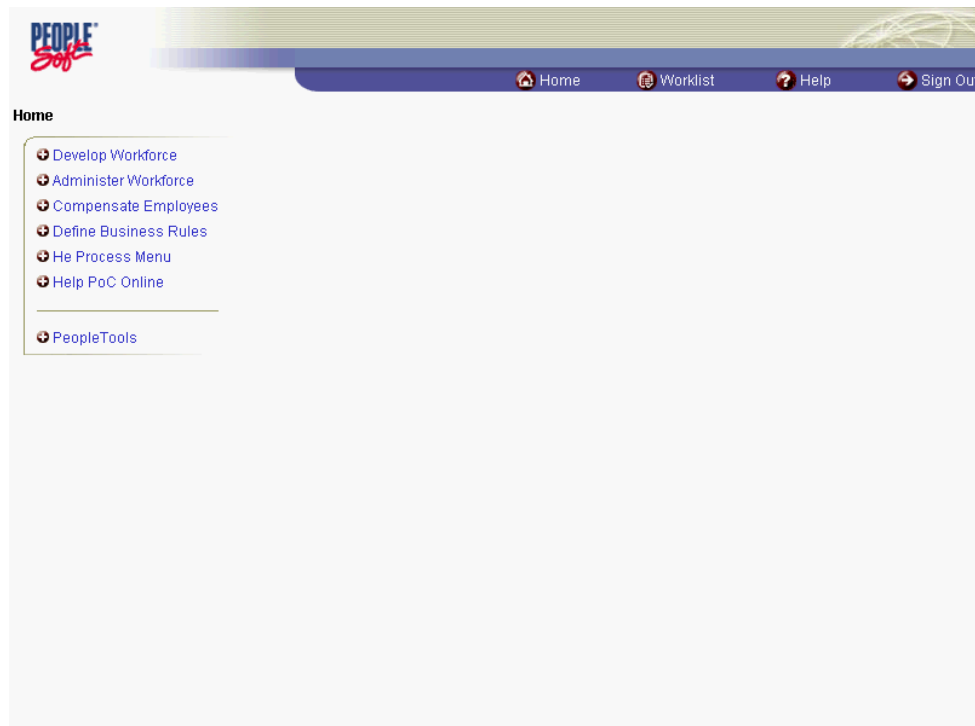 PEOPLE
Soft
Home Worklist Help Sign Ou
Home
Develop Workforce
Administer Workforce
Compensate Employees
Define Business Rules
He Process Menu
Help PoC Online
PeopleTools